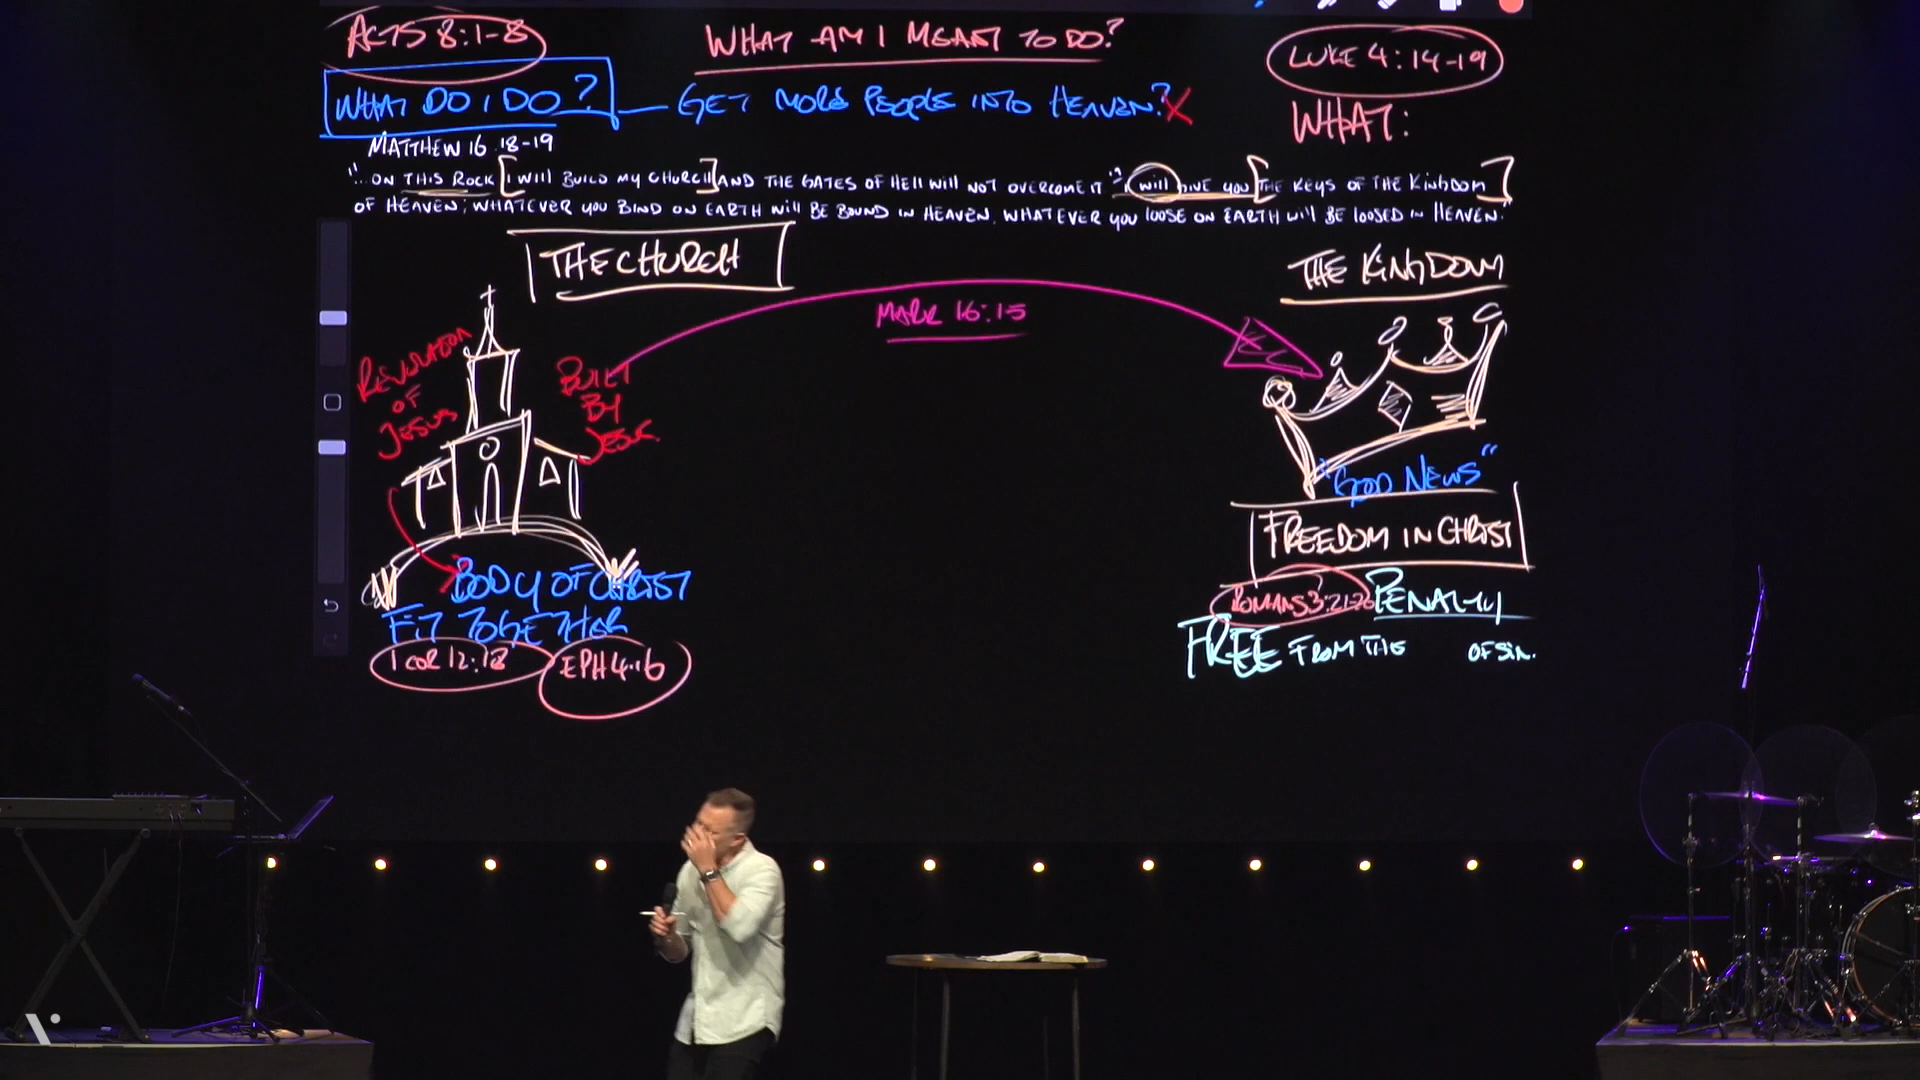 ACTS 8:1-8
WHAT AM I MEANT TO DO?
LUKE 4:14-19
WHAT DO I DO?
GET MORE PEOPLE INTO HEAVEN? X
WHAT:
MATTHEW 16:18-19
"...ON THIS ROCK [I WILL BUILD MY CHURCH] AND THE GATES OF HELL WILL NOT OVERCOME IT I WILL GIVE YOU [THE KEYS OF THE KINGDOM]
OF HEAVEN; WHATEVER YOU BIND ON EARTH WILL BE BOUND IN HEAVEN. WHATEVER YOU LOOSE ON EARTH WILL BE LOOSED IN HEAVEN."
THE CHURCH
THE KINGDOM
MARK 16:15
REVELATION
OF
JESUS
BUILT
BY
JESUS.
"GOOD NEWS"
FREEDOM IN CHRIST
BODY OF CHRIST
FIT TOGETHER
1 COR 12:18
EPH 4:16
ROMANS 3:21-26
PENALTY
FREE FROM THE OF SIN.